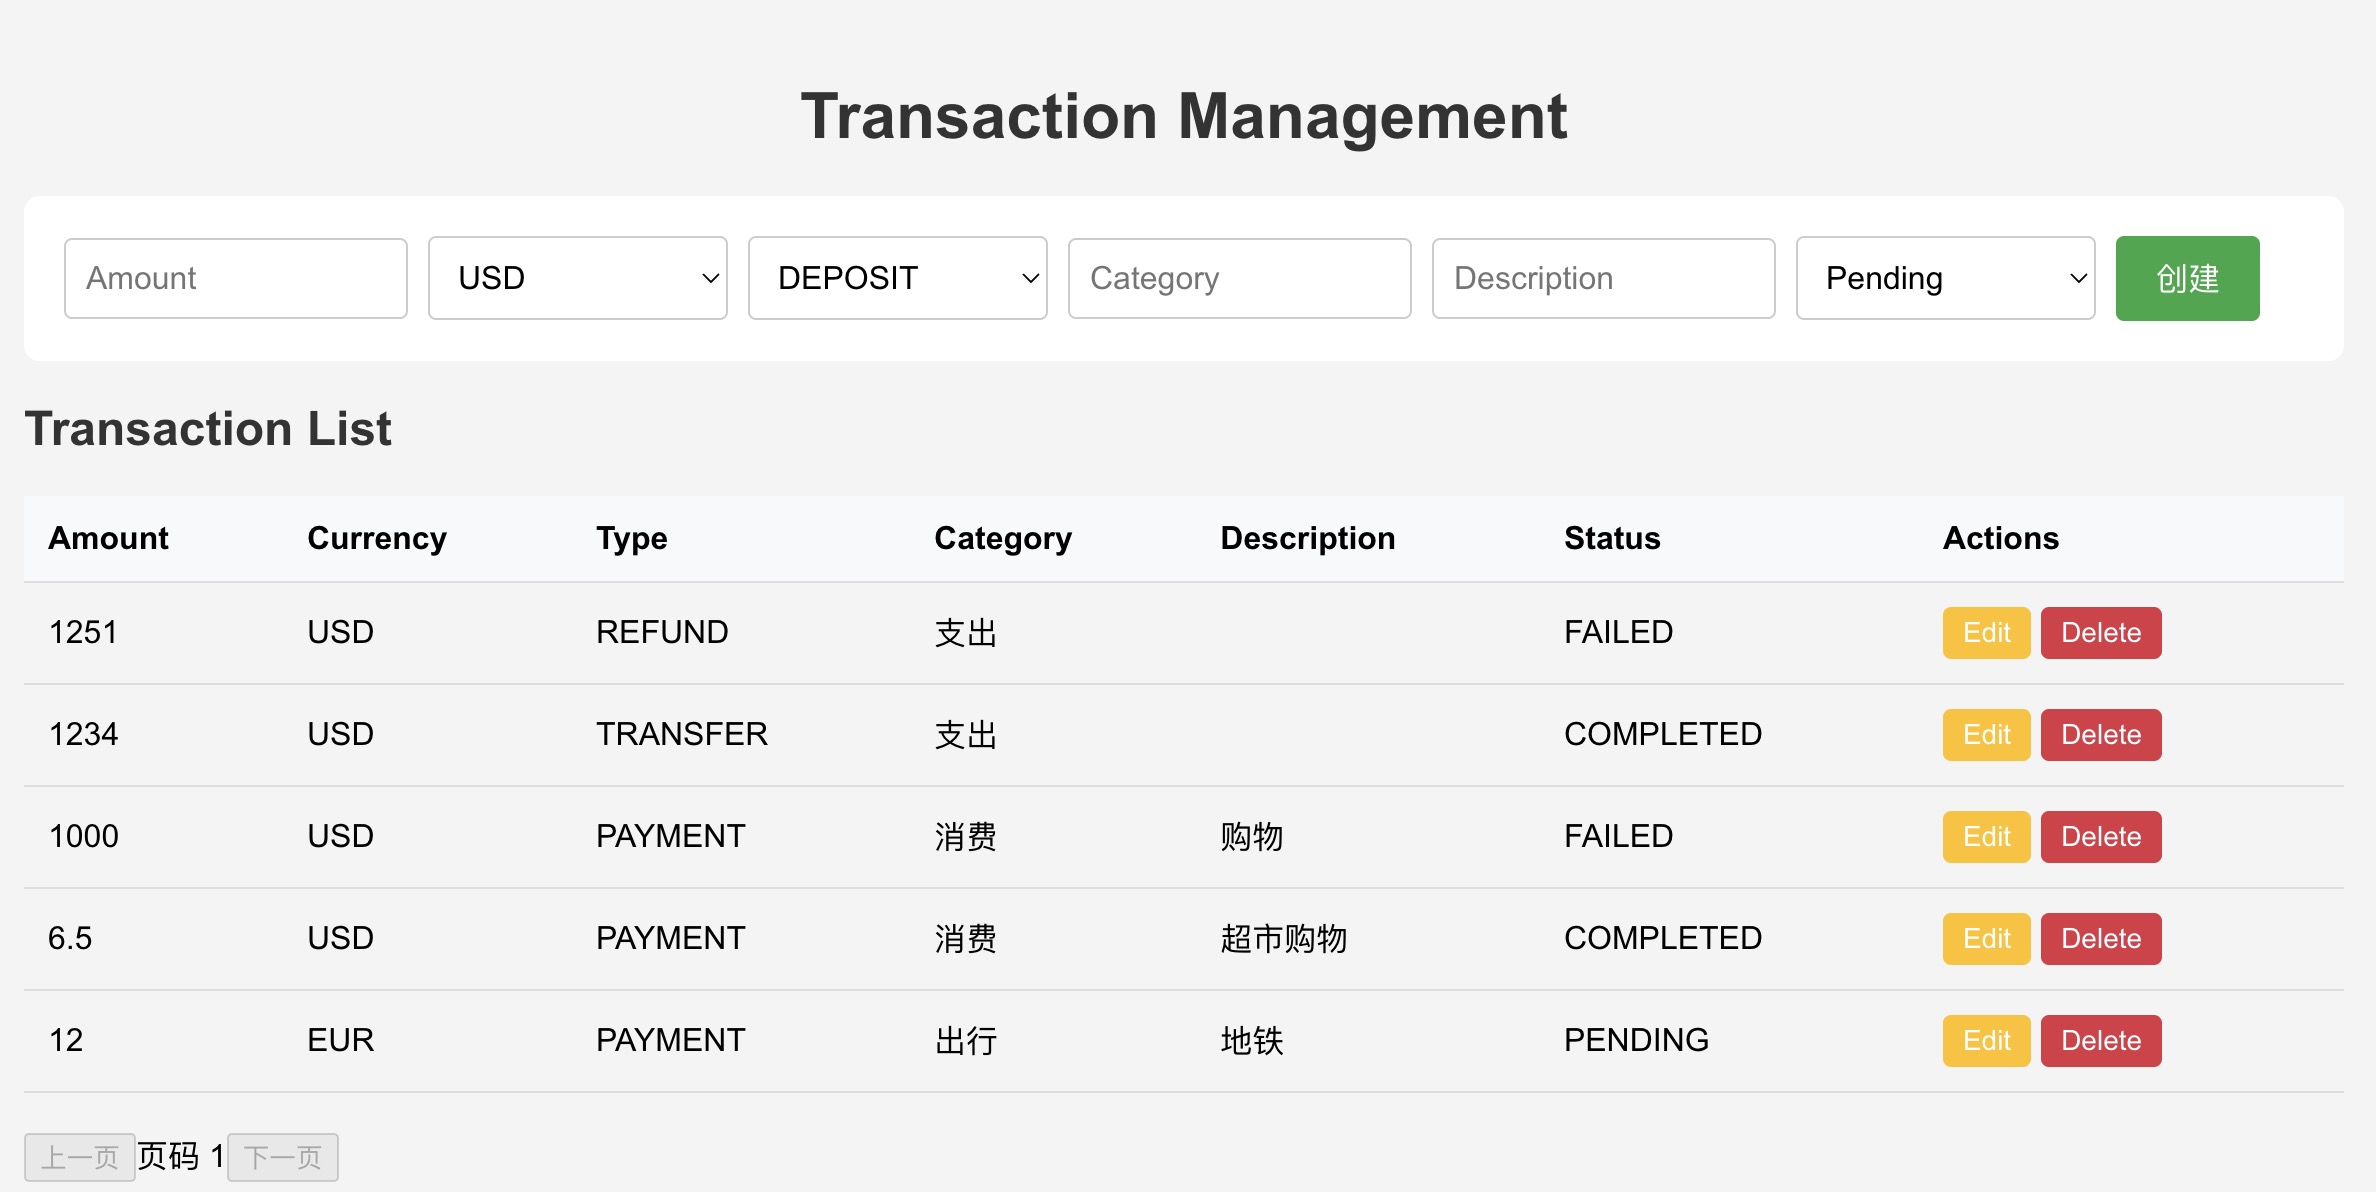 Transaction Management
Amount USD DEPOSIT Category Description Pending 创建
Transaction List
Amount Currency Type Category Description Status Actions
1251 USD REFUND 支出 FAILED Edit Delete
1234 USD TRANSFER 支出 COMPLETED Edit Delete
1000 USD PAYMENT 消费 购物 FAILED Edit Delete
6.5 USD PAYMENT 消费 超市购物 COMPLETED Edit Delete
12 EUR PAYMENT 出行 地铁 PENDING Edit Delete
上一页 页码 1 下一页